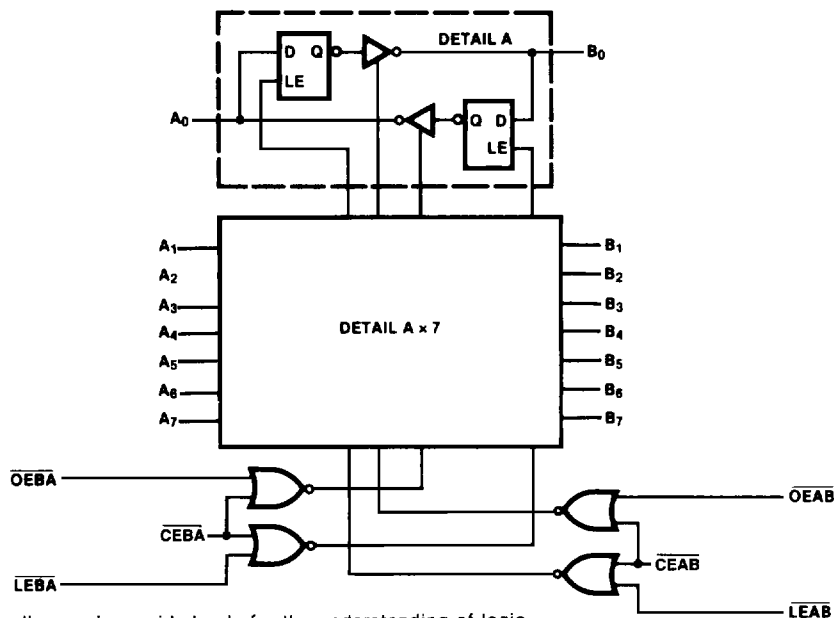 DETAIL A
D Q
LE
B0
A0
Q D
LE
A1
A2
A3
A4
A5
A6
A7
DETAIL A × 7
B1
B2
B3
B4
B5
B6
B7
OEBA
CEBA
LEBA
OEAB
CEAB
LEAB